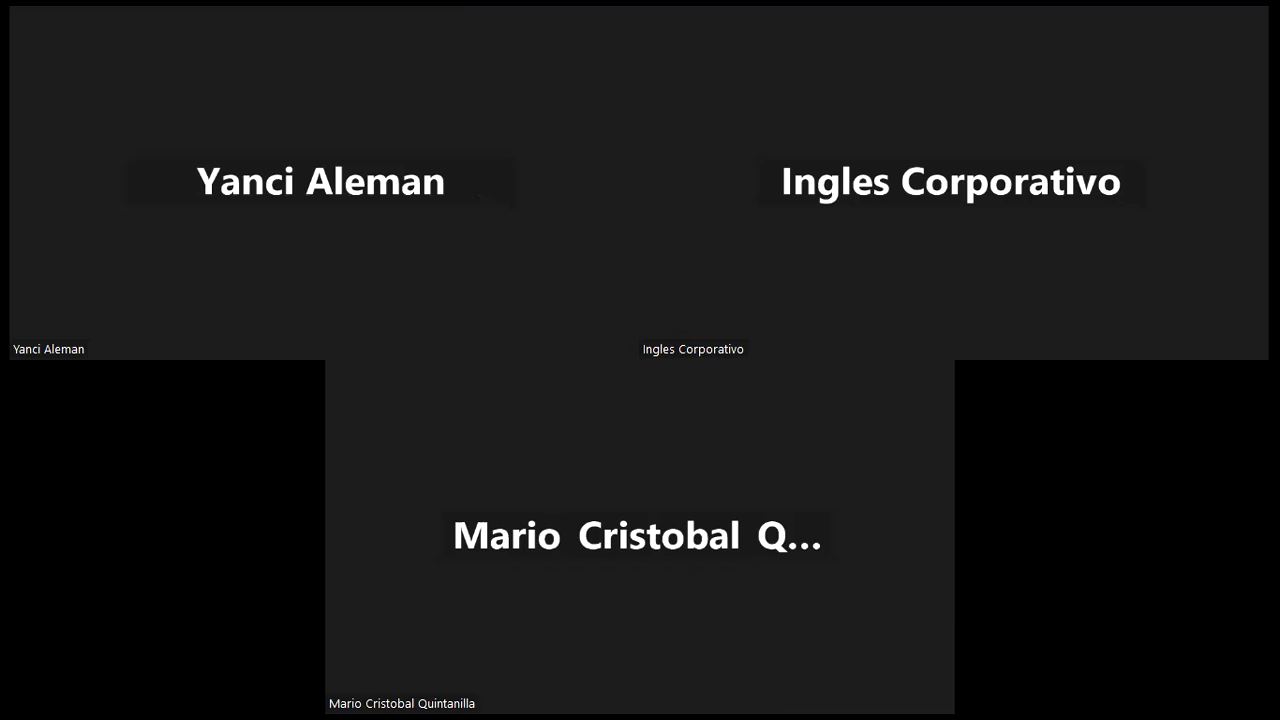 Yanci Aleman
Ingles Corporativo
Yanci Aleman
Ingles Corporativo
Mario Cristobal Q...
Mario Cristobal Quintanilla